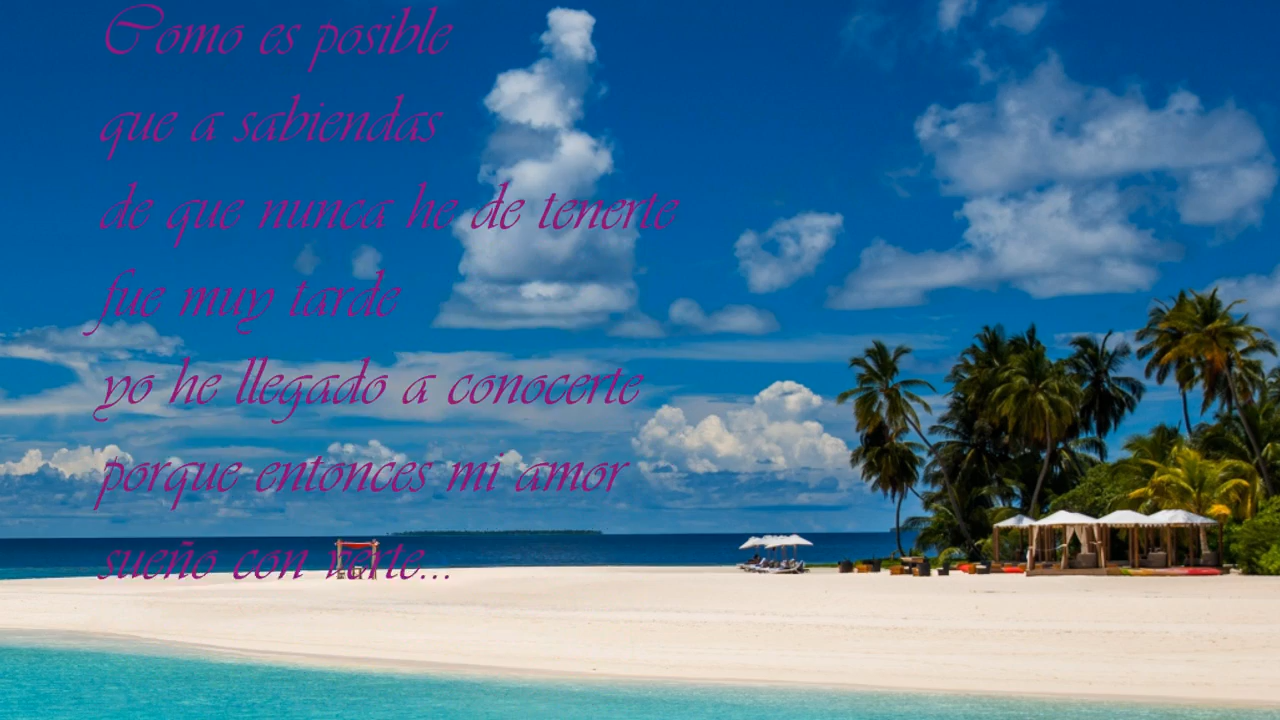 Como es posible
que a sabiendas
de que nunca he de tenerte
fue muy tarde
yo he llegado a conocerte
porque entonces mi amor
sueño con verte...